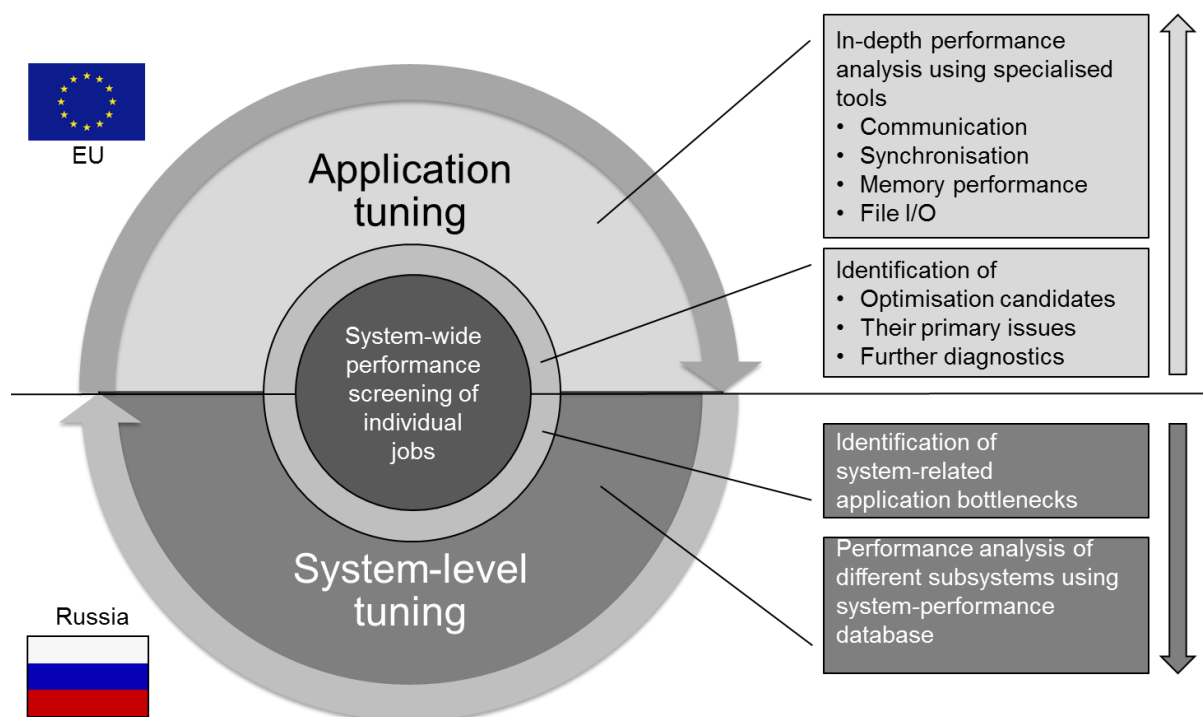 EU
Application
tuning
System-wide
performance
screening of
individual
jobs
System-level
tuning
Russia
In-depth performance
analysis using specialised
tools
• Communication
• Synchronisation
• Memory performance
• File I/O
Identification of
• Optimisation candidates
• Their primary issues
• Further diagnostics
Identification of
system-related
application bottlenecks
Performance analysis of
different subsystems using
system-performance
database